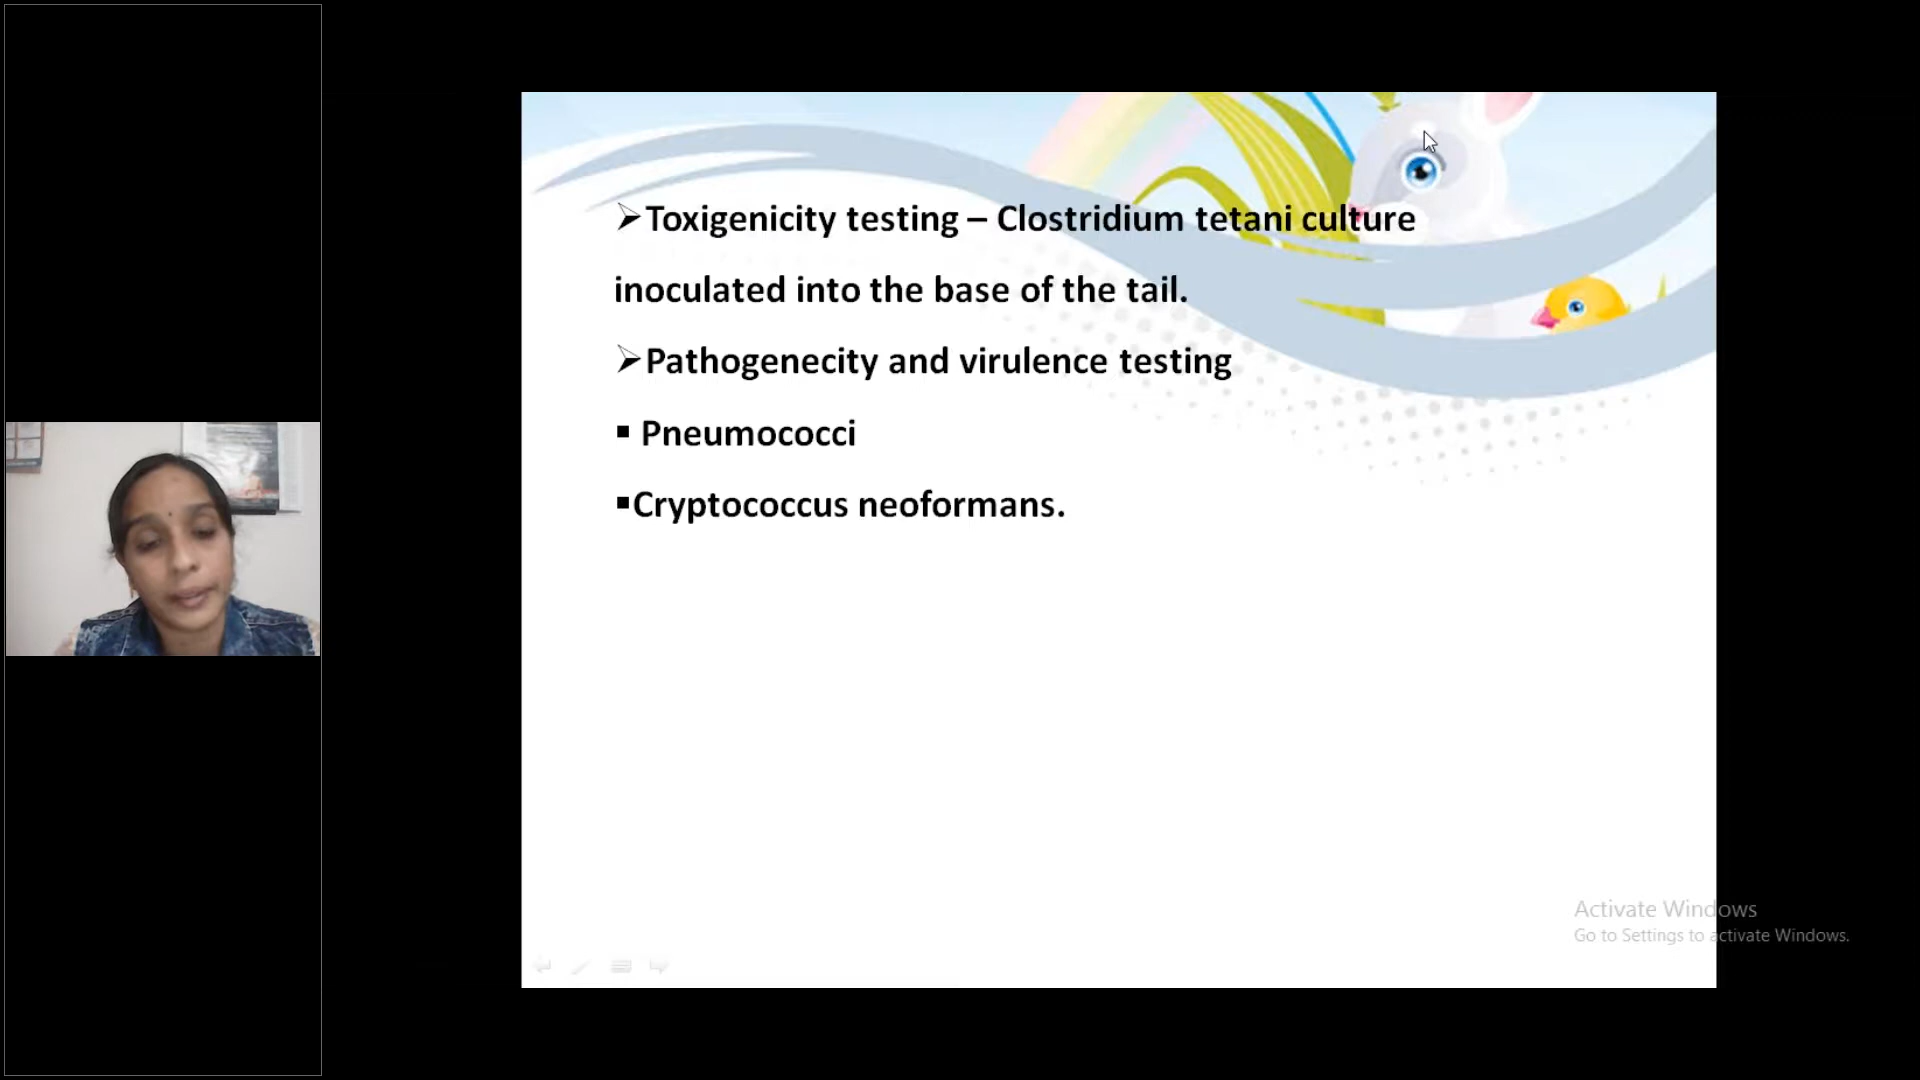 ➢Toxigenicity testing – Clostridium tetani culture
inoculated into the base of the tail.
➢Pathogenecity and virulence testing
▪ Pneumococci
▪Cryptococcus neoformans.
Activate Windows
Go to Settings to activate Windows.